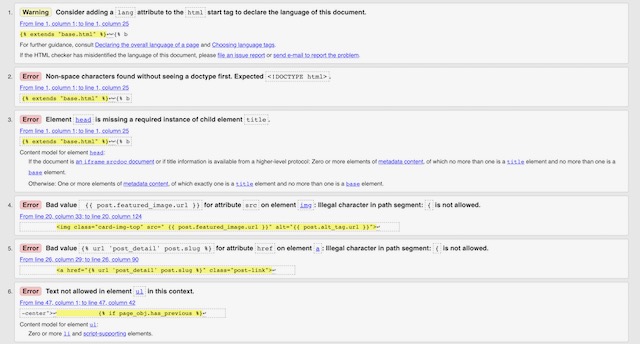 1. Warning Consider adding a lang attribute to the html start tag to declare the language of this document.
From line 1, column 1; to line 1, column 25
{% extends "base.html" %}↩↩{% b
For further guidance, consult Declaring the overall language of a page and Choosing language tags.
If the HTML checker has misidentified the language of this document, please file an issue report or send e-mail to report the problem.
2. Error Non-space characters found without seeing a doctype first. Expected <!DOCTYPE html>.
From line 1, column 1; to line 1, column 25
{% extends "base.html" %}↩↩{% b
3. Error Element head is missing a required instance of child element title.
From line 1, column 1; to line 1, column 25
{% extends "base.html" %}↩↩{% b
Content model for element head:
If the document is an iframe srcdoc document or if title information is available from a higher-level protocol: Zero or more elements of metadata content, of which no more than one is a title element and no more than one is a
base element.
Otherwise: One or more elements of metadata content, of which exactly one is a title element and no more than one is a base element.
4. Error Bad value {{ post.featured_image.url }} for attribute src on element img: Illegal character in path segment: { is not allowed.
From line 20, column 33; to line 20, column 124
<img class="card-img-top" src=" {{ post.featured_image.url }}" alt="{{ post.alt_tag.url }}">↩
5. Error Bad value {% url 'post_detail' post.slug %} for attribute href on element a: Illegal character in path segment: { is not allowed.
From line 26, column 29; to line 26, column 90
<a href="{% url 'post_detail' post.slug %}" class="post-link">↩
6. Error Text not allowed in element ul in this context.
From line 47, column 1; to line 47, column 42
-center">↩ {% if page_obj.has_previous %}↩
Content model for element ul:
Zero or more li and script-supporting elements.